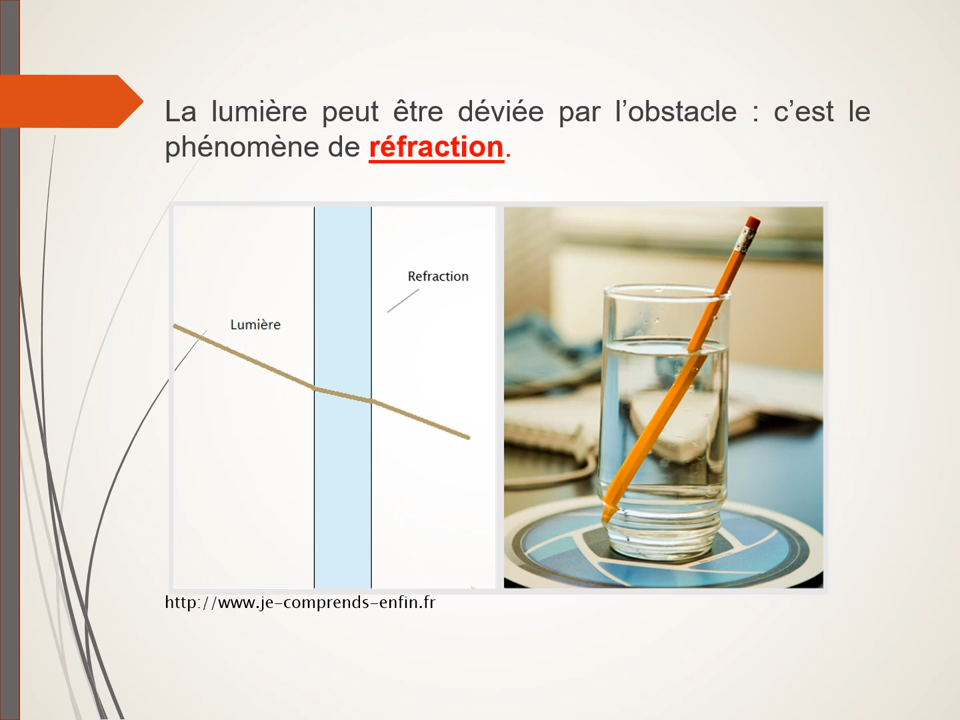 La lumière peut être déviée par l’obstacle : c’est le
phénomène de réfraction.
Refraction
Lumière
http://www.je-comprends-enfin.fr